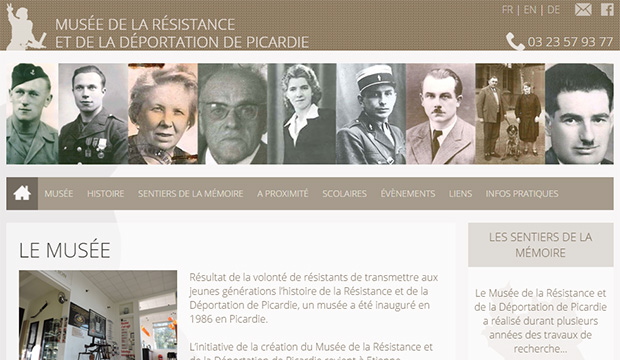 MUSÉE DE LA RÉSISTANCE
ET DE LA DÉPORTATION DE PICARDIE
FR | EN | DE
03 23 57 93 77
MUSÉE HISTOIRE SENTIERS DE LA MÉMOIRE A PROXIMITÉ SCOLAIRES ÉVÈNEMENTS LIENS INFOS PRATIQUES
LE MUSÉE
Résultat de la volonté de résistants de transmettre aux
jeunes générations l'histoire de la Résistance et de la
Déportation de Picardie, un musée a été inauguré en
1986 en Picardie.
L'initiative de la création du Musée de la Résistance et
de la Déportation de Picardie revient à Etienne
LES SENTIERS DE LA
MÉMOIRE
Le Musée de la Résistance et
de la Déportation de Picardie
a réalisé durant plusieurs
années des travaux de
recherche...